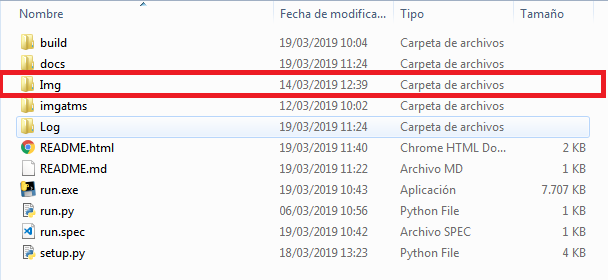 Nombre Fecha de modifica... Tipo Tamaño
build 19/03/2019 10:04 Carpeta de archivos
docs 19/03/2019 11:24 Carpeta de archivos
Img 14/03/2019 12:39 Carpeta de archivos
imgatms 12/03/2019 10:02 Carpeta de archivos
Log 19/03/2019 11:24 Carpeta de archivos
README.html 19/03/2019 11:40 Chrome HTML Do... 2 KB
README.md 19/03/2019 11:22 Archivo MD 1 KB
run.exe 19/03/2019 10:43 Aplicación 7.707 KB
run.py 06/03/2019 10:56 Python File 1 KB
run.spec 19/03/2019 10:42 Archivo SPEC 1 KB
setup.py 18/03/2019 13:23 Python File 4 KB